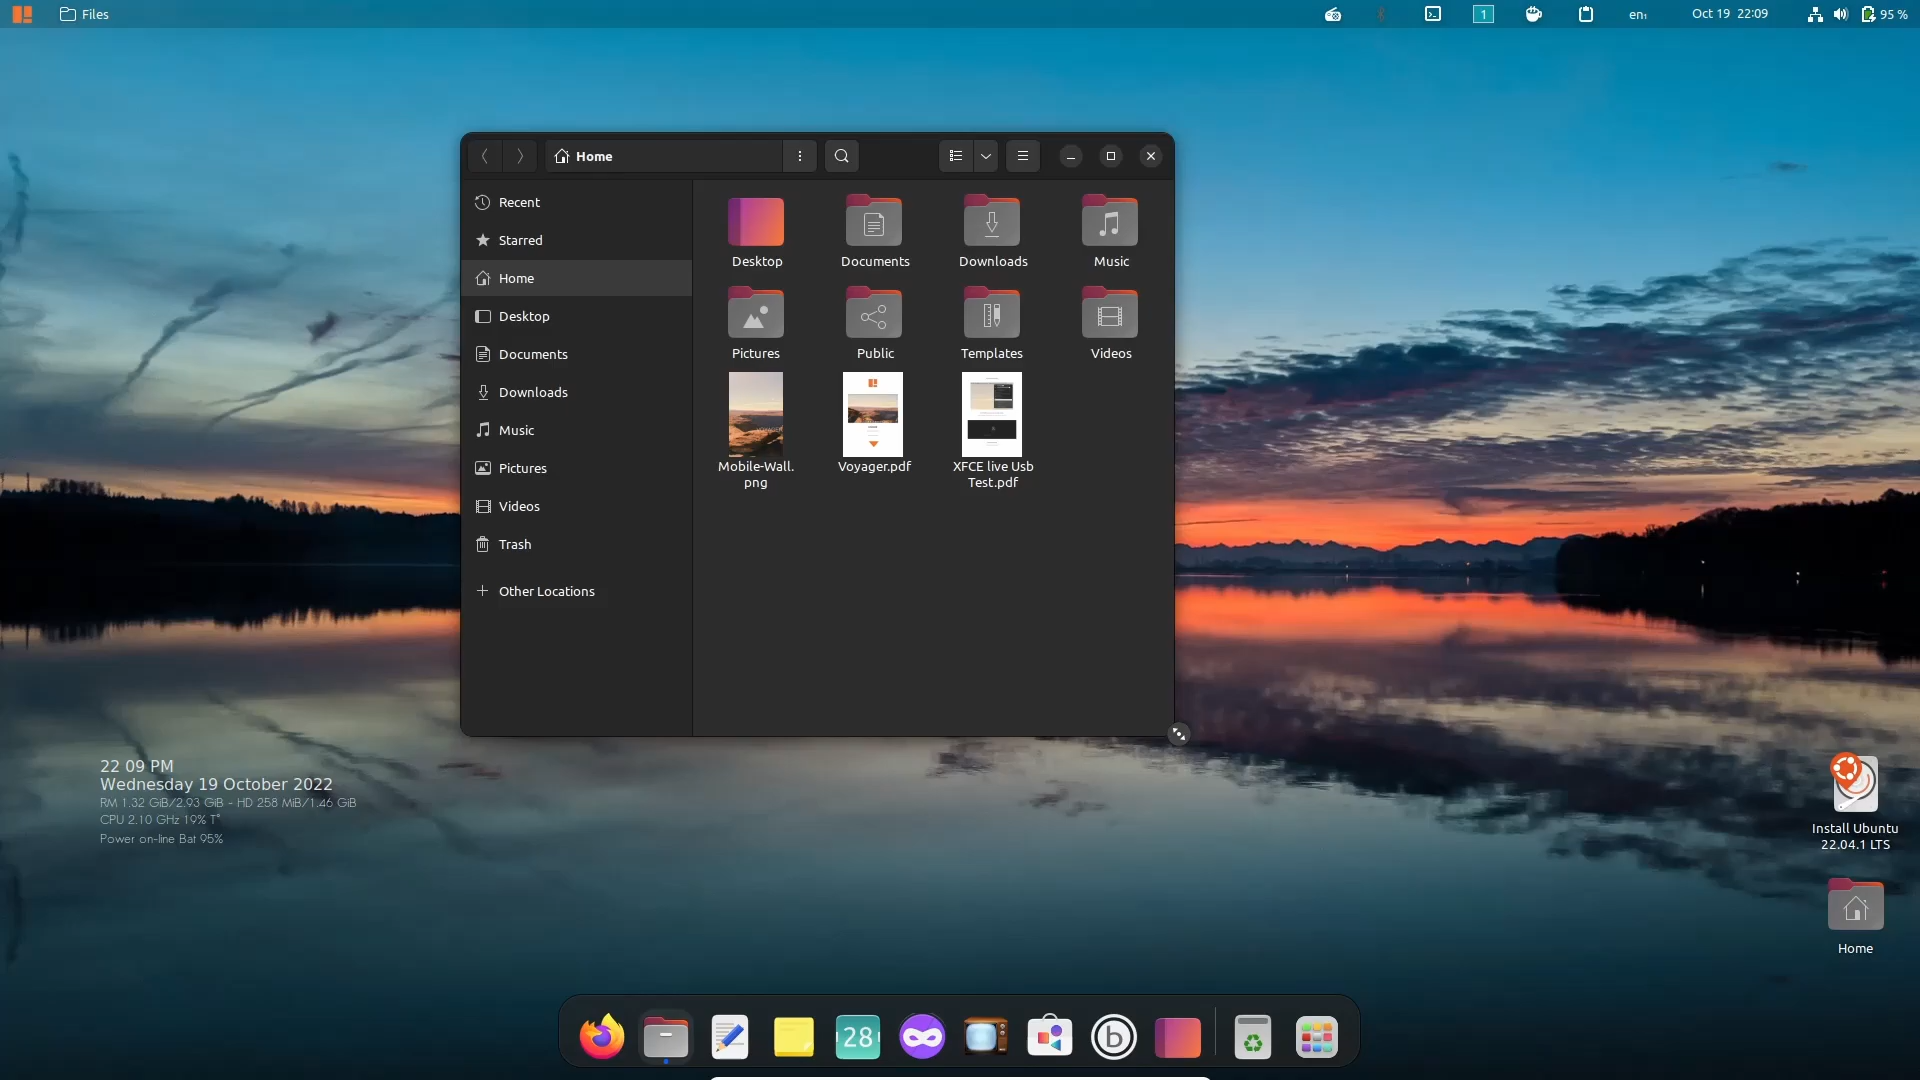 Files
1
en₁
Oct 19 22:09
95 %
Home
Recent
Starred
Home
Desktop
Documents
Downloads
Music
Pictures
Videos
Trash
Other Locations
Desktop
Documents
Downloads
Music
Pictures
Public
Templates
Videos
Mobile-Wall.
png
Voyager.pdf
XFCE live Usb
Test.pdf
22 09 PM
Wednesday 19 October 2022
RM 1.32 GiB/2.93 GiB - HD 258 MiB/1.46 GiB
CPU 2.10 GHz 19% T°
Power on-line Bat 95%
Install Ubuntu
22.04.1 LTS
Home
28
b